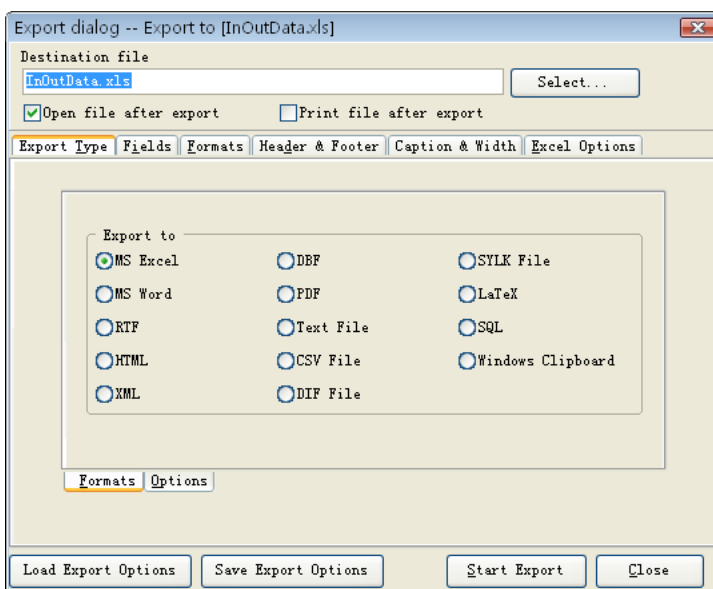 Export dialog -- Export to [InOutData.xls]
Destination file
InOutData.xls
Select...
Open file after export
Print file after export
Export Type
Fields
Formats
Header & Footer
Caption & Width
Excel Options
Export to
MS Excel
DBF
SYLK File
MS Word
PDF
LaTeX
RTF
Text File
SQL
HTML
CSV File
Windows Clipboard
XML
DIF File
Formats
Options
Load Export Options
Save Export Options
Start Export
Close